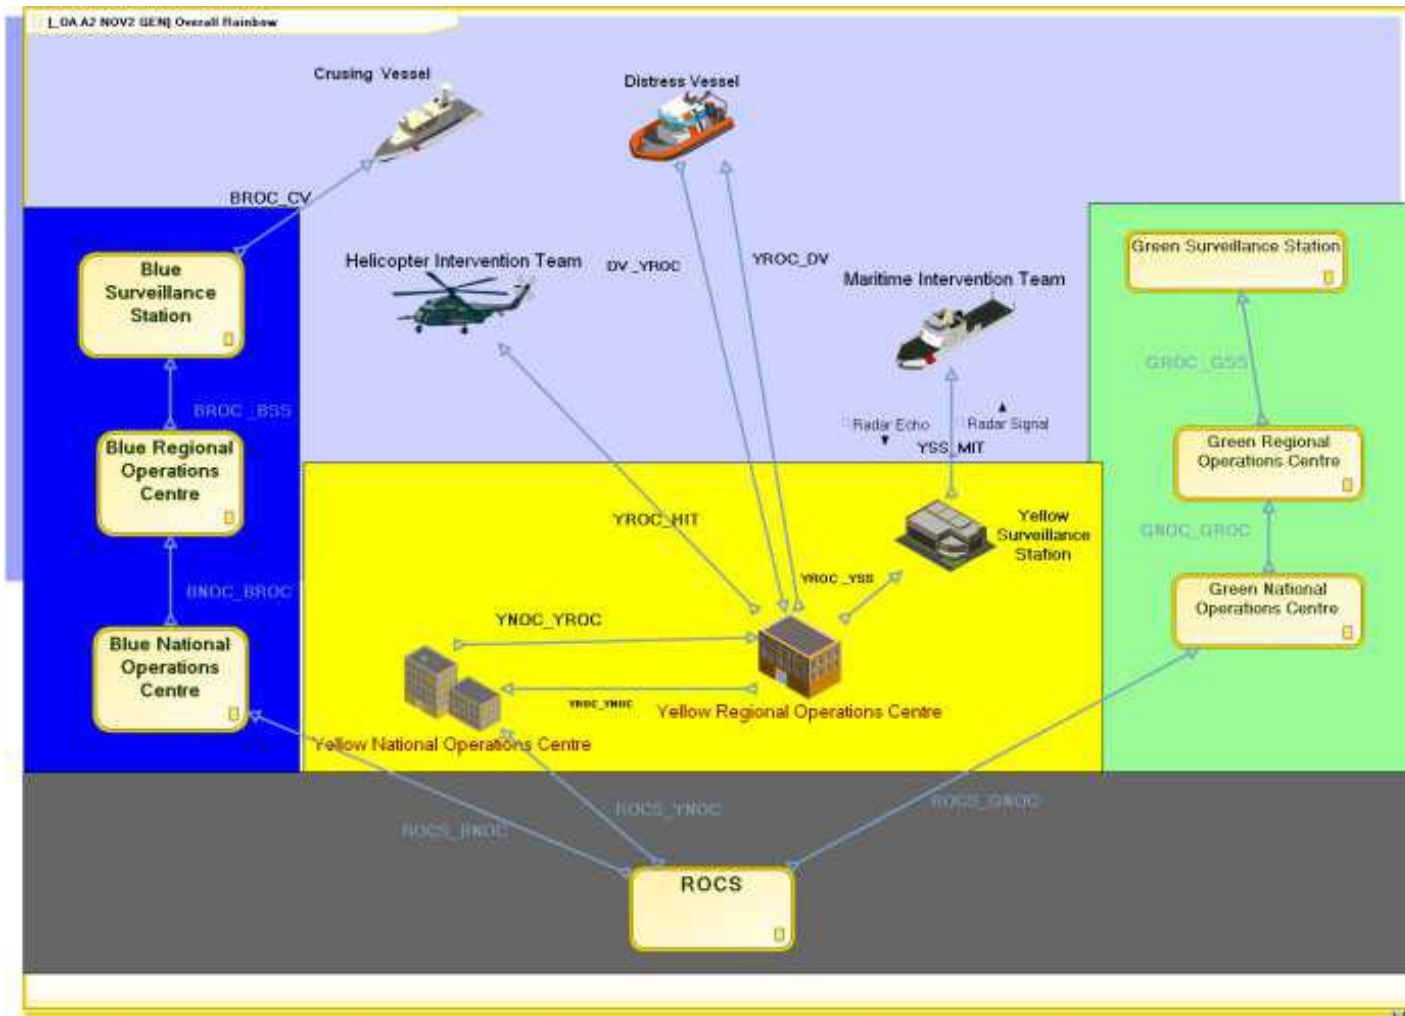 [_OA A2 NOV2 GEN] Overall Rainbow
Crusing Vessel
Distress Vessel
BROC_CV
Blue
Surveillance
Station
Helicopter Intervention Team
DV_YROC
YROC_DV
Maritime Intervention Team
Green Surveillance Station
GROC_GSS
BROC_BSS
Radar Echo
Radar Signal
YSS_MIT
Blue Regional
Operations
Centre
Green Regional
Operations Centre
YROC_HIT
Yellow
Surveillance
Station
GNOC_GROC
BNOC_BROC
YROC_YSS
Green National
Operations Centre
YNOC_YROC
Blue National
Operations
Centre
YROC_YNOC
Yellow Regional Operations Centre
Yellow National Operations Centre
ROCS_BNOC
ROCS_YNOC
ROCS_GNOC
ROCS